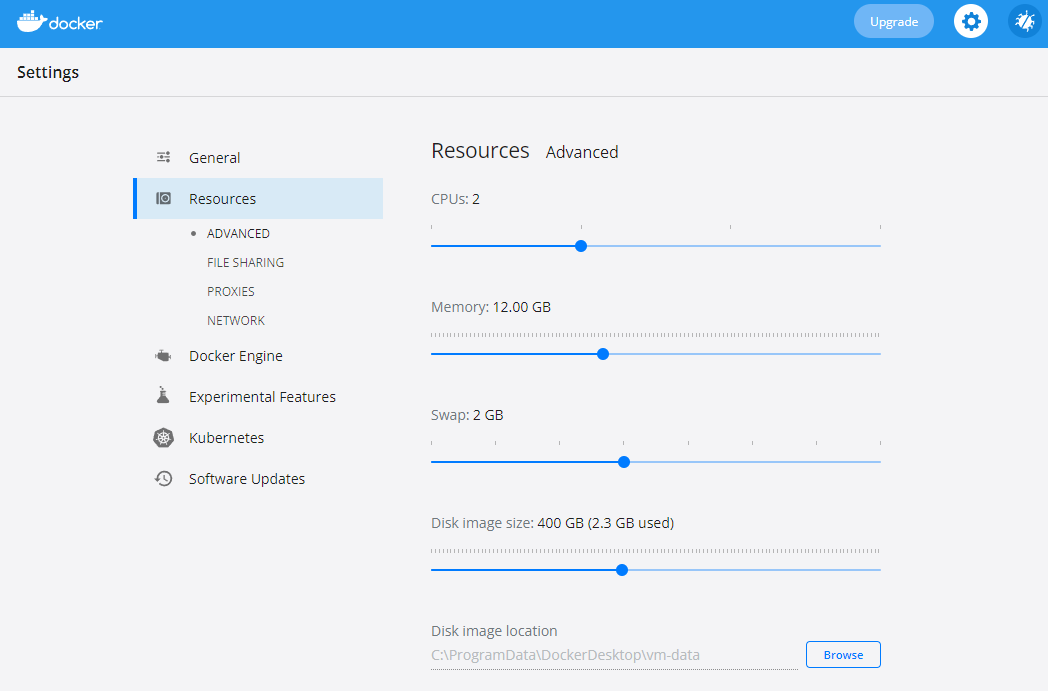 docker
Upgrade
Settings
General
Resources
ADVANCED
FILE SHARING
PROXIES
NETWORK
Docker Engine
Experimental Features
Kubernetes
Software Updates
Resources Advanced
CPUs: 2
Memory: 12.00 GB
Swap: 2 GB
Disk image size: 400 GB (2.3 GB used)
Disk image location
C:\ProgramData\DockerDesktop\vm-data
Browse